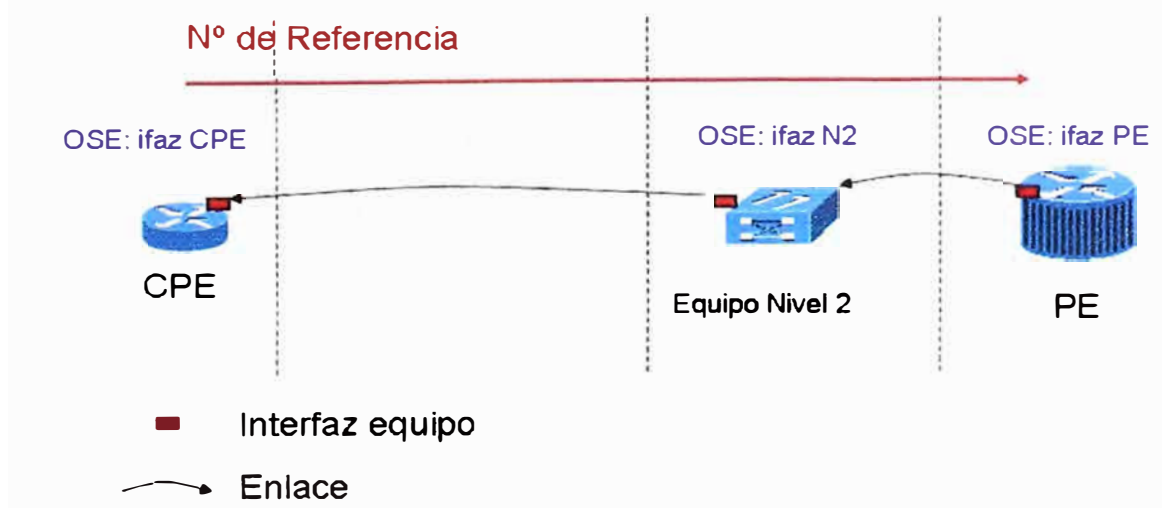 Nº de Referencia
OSE: ifaz CPE
OSE: ifaz N2
OSE: ifaz PE
CPE
Equipo Nivel 2
PE
Interfaz equipo
Enlace